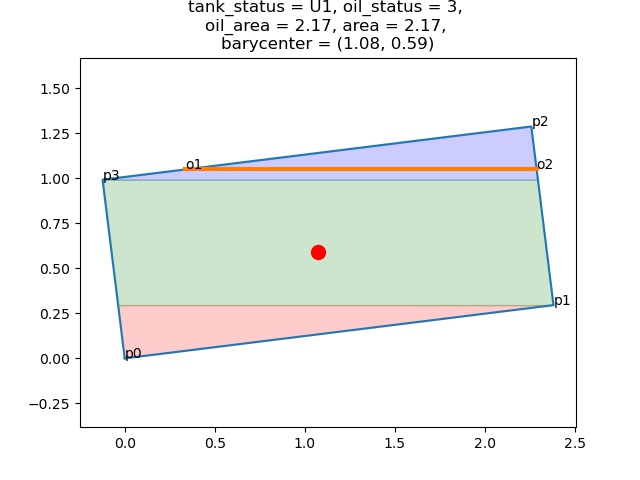 tank_status = U1, oil_status = 3,
oil_area = 2.17, area = 2.17,
barycenter = (1.08, 0.59)
1.50
1.25
1.00
0.75
0.50
0.25
0.00
−0.25
p2
o1
o2
p3
p1
p0
0.0
0.5
1.0
1.5
2.0
2.5